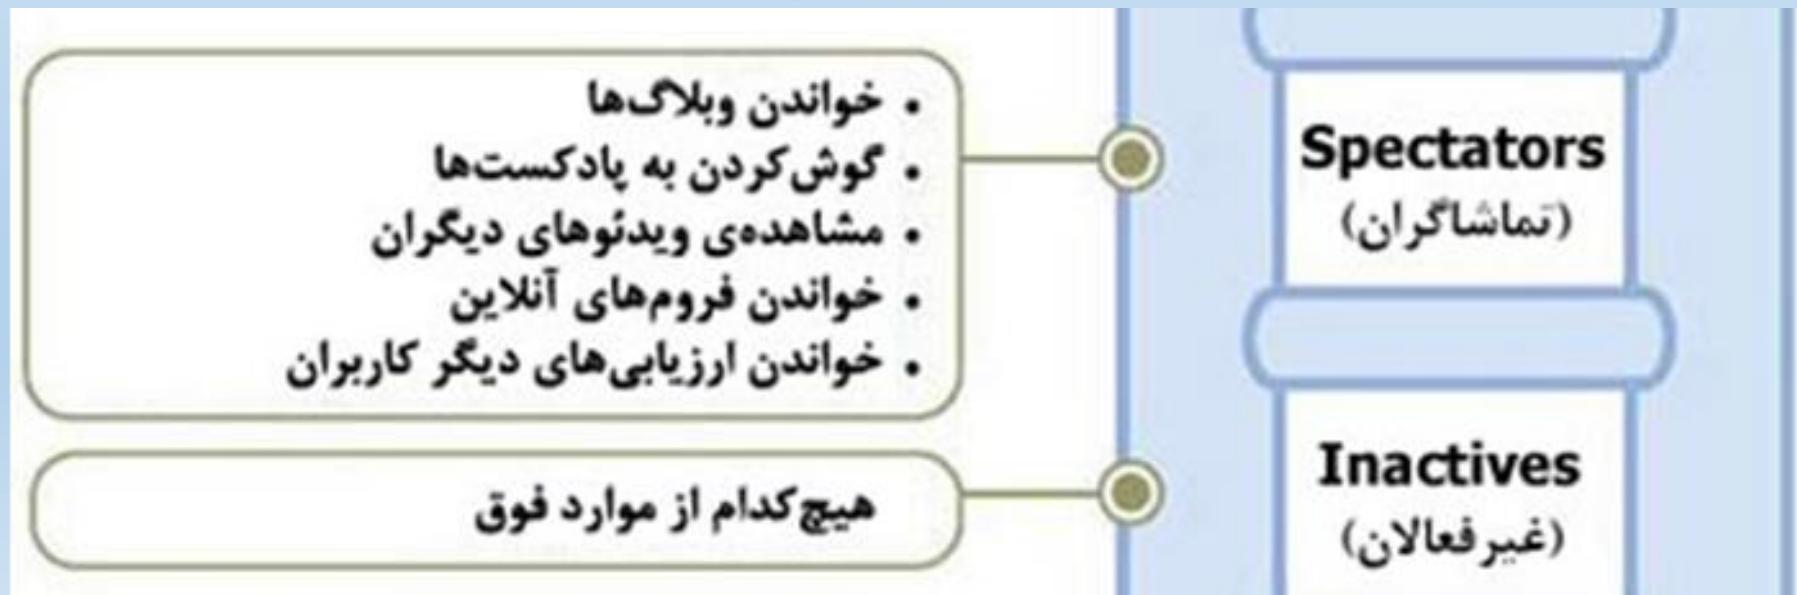 Spectators
(تماشاگران)
• خواندن وبلاگ‌ها
• گوش‌کردن به پادکست‌ها
• مشاهده‌ی ویدئوهای دیگران
• خواندن فروم‌های آنلاین
• خواندن ارزیابی‌های دیگر کاربران
Inactives
(غیرفعالان)
هیچ‌کدام از موارد فوق